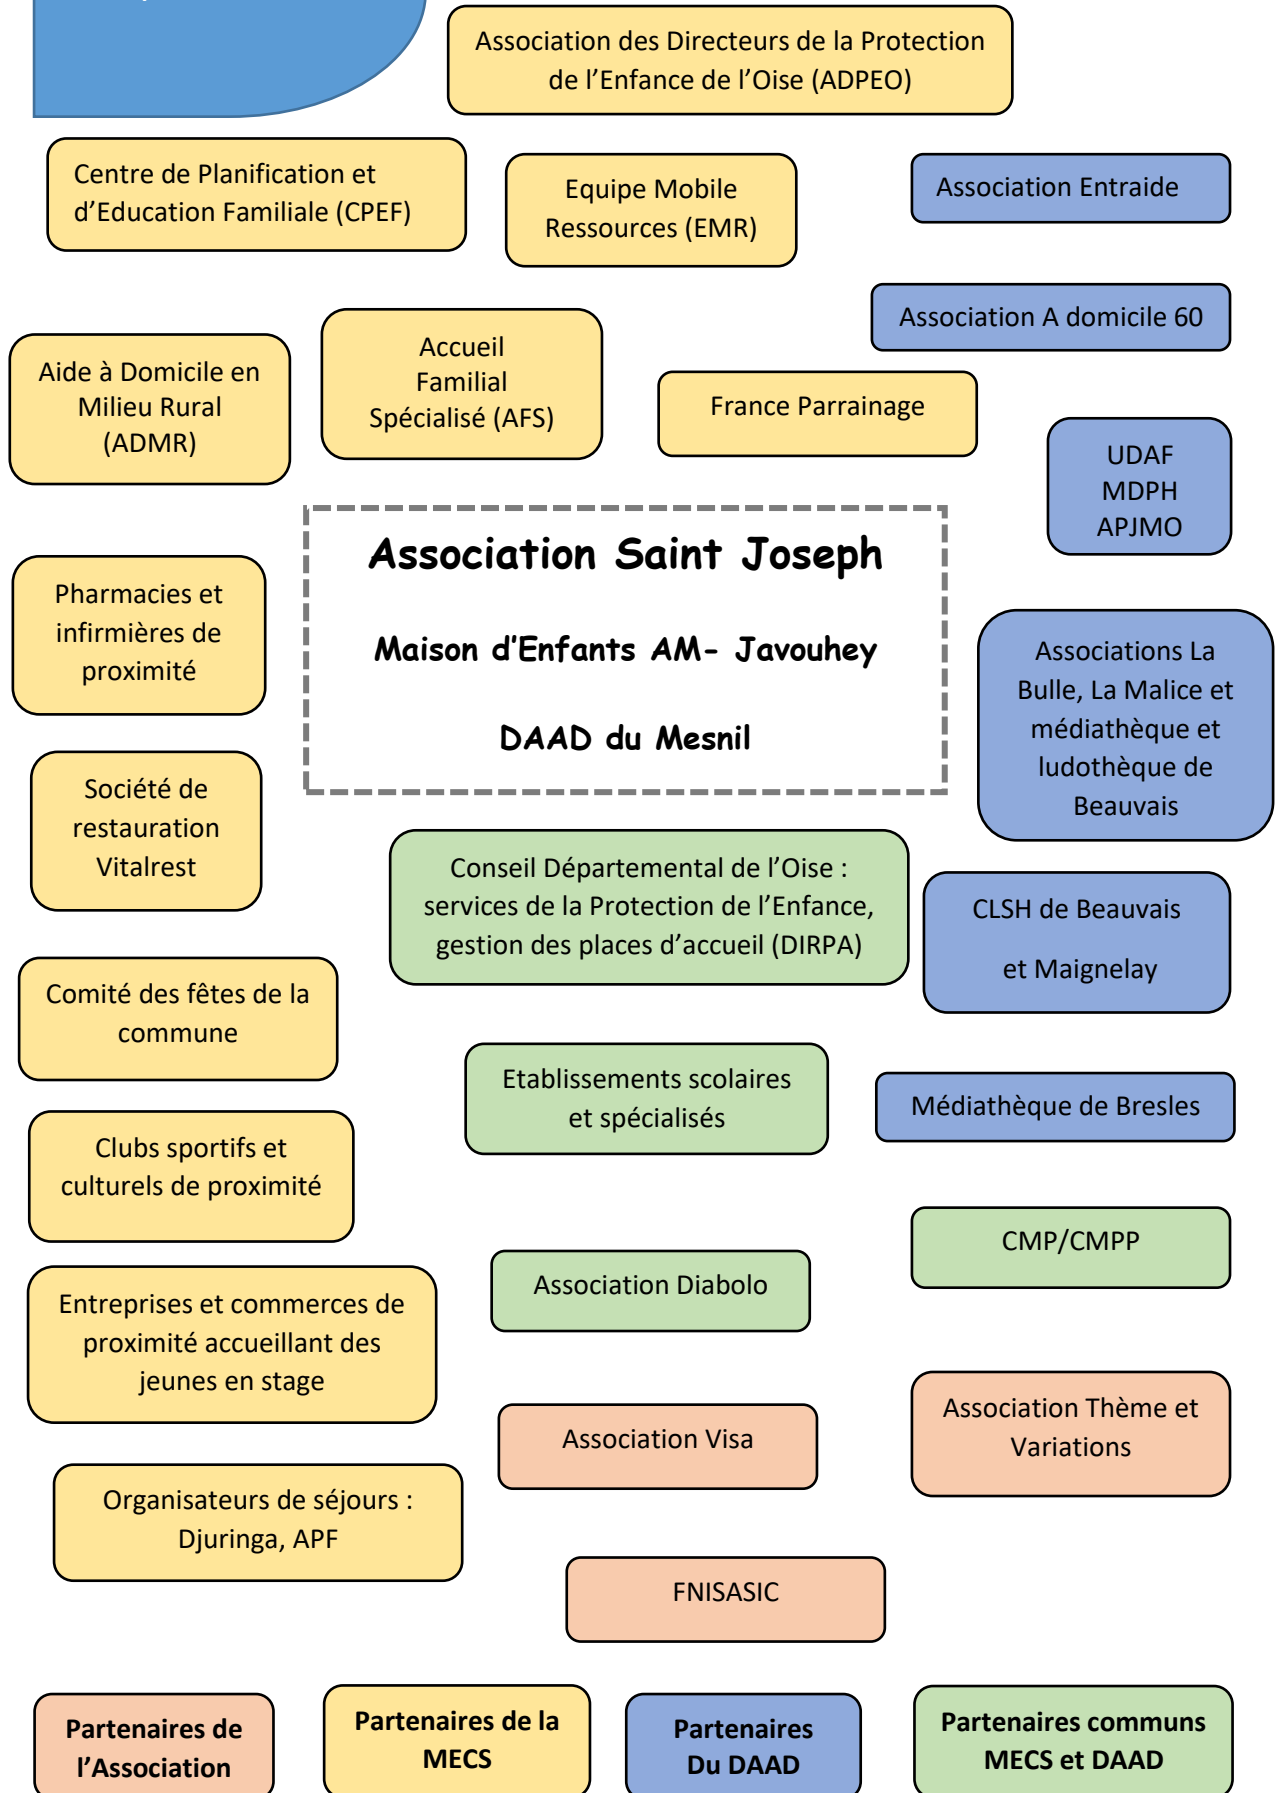 Association des Directeurs de la Protection
de l’Enfance de l’Oise (ADPEO)
Centre de Planification et
d’Education Familiale (CPEF)
Equipe Mobile
Ressources (EMR)
Association Entraide
Association A domicile 60
Aide à Domicile en
Milieu Rural
(ADMR)
Accueil
Familial
Spécialisé (AFS)
France Parrainage
UDAF
MDPH
APJMO
Association Saint Joseph
Maison d’Enfants AM- Javouhey
DAAD du Mesnil
Pharmacies et
infirmières de
proximité
Associations La
Bulle, La Malice et
médiathèque et
ludothèque de
Beauvais
Société de
restauration
Vitalrest
Conseil Départemental de l’Oise :
services de la Protection de l’Enfance,
gestion des places d’accueil (DIRPA)
CLSH de Beauvais
et Maignelay
Comité des fêtes de la
commune
Etablissements scolaires
et spécialisés
Médiathèque de Bresles
Clubs sportifs et
culturels de proximité
CMP/CMPP
Association Diabolo
Entreprises et commerces de
proximité accueillant des
jeunes en stage
Association Visa
Association Thème et
Variations
Organisateurs de séjours :
Djuringa, APF
FNISASIC
Partenaires de
l’Association
Partenaires de la
MECS
Partenaires
Du DAAD
Partenaires communs
MECS et DAAD